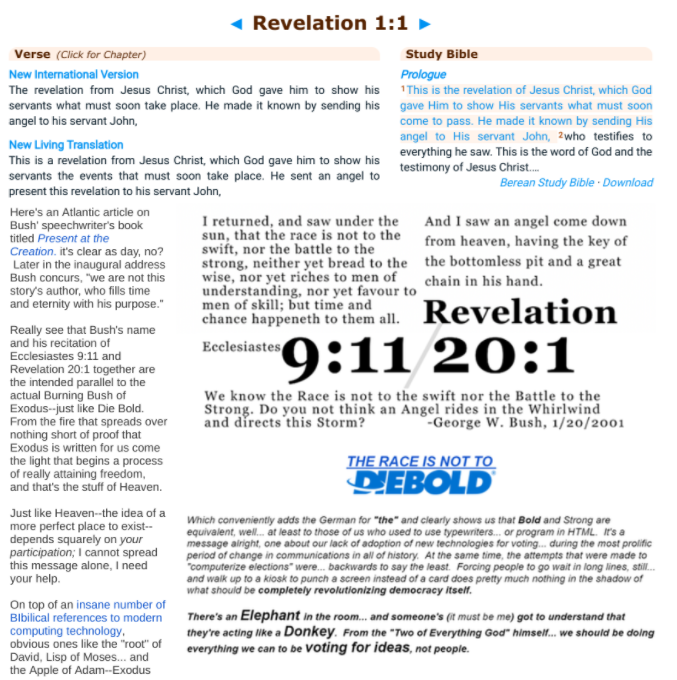 ◄ Revelation 1:1 ►
Verse (Click for Chapter)
New International Version
The revelation from Jesus Christ, which God gave him to show his
servants what must soon take place. He made it known by sending his
angel to his servant John,
New Living Translation
This is a revelation from Jesus Christ, which God gave him to show his
servants the events that must soon take place. He sent an angel to
present this revelation to his servant John,
Study Bible
Prologue
1This is the revelation of Jesus Christ, which God
gave Him to show His servants what must soon
come to pass. He made it known by sending His
angel to His servant John, 2who testifies to
everything he saw. This is the word of God and the
testimony of Jesus Christ.…
Berean Study Bible · Download
Here's an Atlantic article on
Bush' speechwriter's book
titled Present at the
Creation. it's clear as day, no?
Later in the inaugural address
Bush concurs, "we are not this
story's author, who fills time
and eternity with his purpose."
Really see that Bush's name
and his recitation of
Ecclesiastes 9:11 and
Revelation 20:1 together are
the intended parallel to the
actual Burning Bush of
Exodus--just like Die Bold.
From the fire that spreads over
nothing short of proof that
Exodus is written for us come
the light that begins a process
of really attaining freedom,
and that's the stuff of Heaven.
Just like Heaven--the idea of a
more perfect place to exist--
depends squarely on your
participation; I cannot spread
this message alone, I need
your help.
On top of an insane number of
BIbilical references to modern
computing technology,
obvious ones like the "root" of
David, Lisp of Moses... and
the Apple of Adam--Exodus
I returned, and saw under the
sun, that the race is not to the
swift, nor the battle to the
strong, neither yet bread to the
wise, nor yet riches to men of
understanding, nor yet favour to
men of skill; but time and
chance happeneth to them all.
And I saw an angel come down
from heaven, having the key of
the bottomless pit and a great
chain in his hand.
Revelation
Ecclesiastes 9:11/20:1
We know the Race is not to the swift nor the Battle to the
Strong. Do you not think an Angel rides in the Whirlwind
and directs this Storm? -George W. Bush, 1/20/2001
THE RACE IS NOT TO
DIEBOLD
Which conveniently adds the German for "the" and clearly shows us that Bold and Strong are
equivalent, well... at least to those of us who used to use typewriters... or program in HTML. It's a
message alright, one about our lack of adoption of new technologies for voting... during the most prolific
period of change in communications in all of history. At the same time, the attempts that were made to
"computerize elections" were... backwards to say the least. Forcing people to go wait in long lines, still...
and walk up to a kiosk to punch a screen instead of a card does pretty much nothing in the shadow of
what should be completely revolutionizing democracy itself.
There's an Elephant in the room... and someone's (it must be me) got to understand that
they're acting like a Donkey. From the "Two of Everything God" himself... we should be doing
everything we can to be voting for ideas, not people.